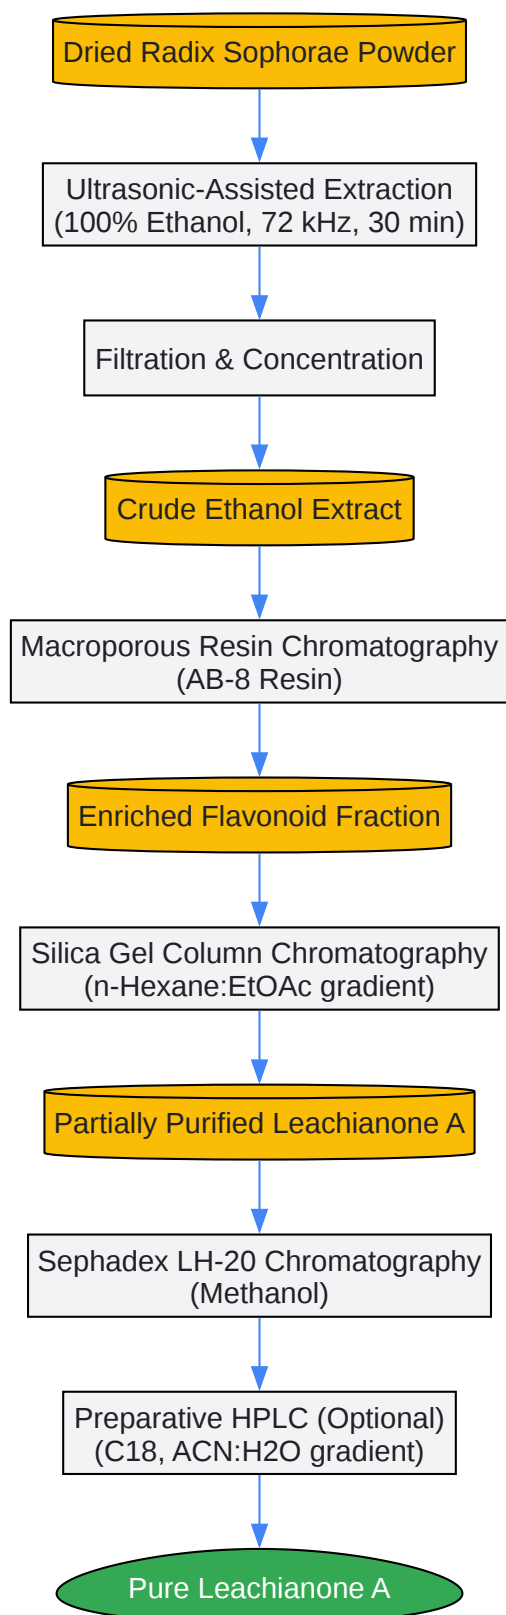 Dried Radix Sophorae Powder
Ultrasonic-Assisted Extraction
(100% Ethanol, 72 kHz, 30 min)
Filtration & Concentration
Crude Ethanol Extract
Macroporous Resin Chromatography
(AB-8 Resin)
Enriched Flavonoid Fraction
Silica Gel Column Chromatography
(n-Hexane:EtOAc gradient)
Partially Purified Leachianone A
Sephadex LH-20 Chromatography
(Methanol)
Preparative HPLC (Optional)
(C18, ACN:H2O gradient)
Pure Leachianone A